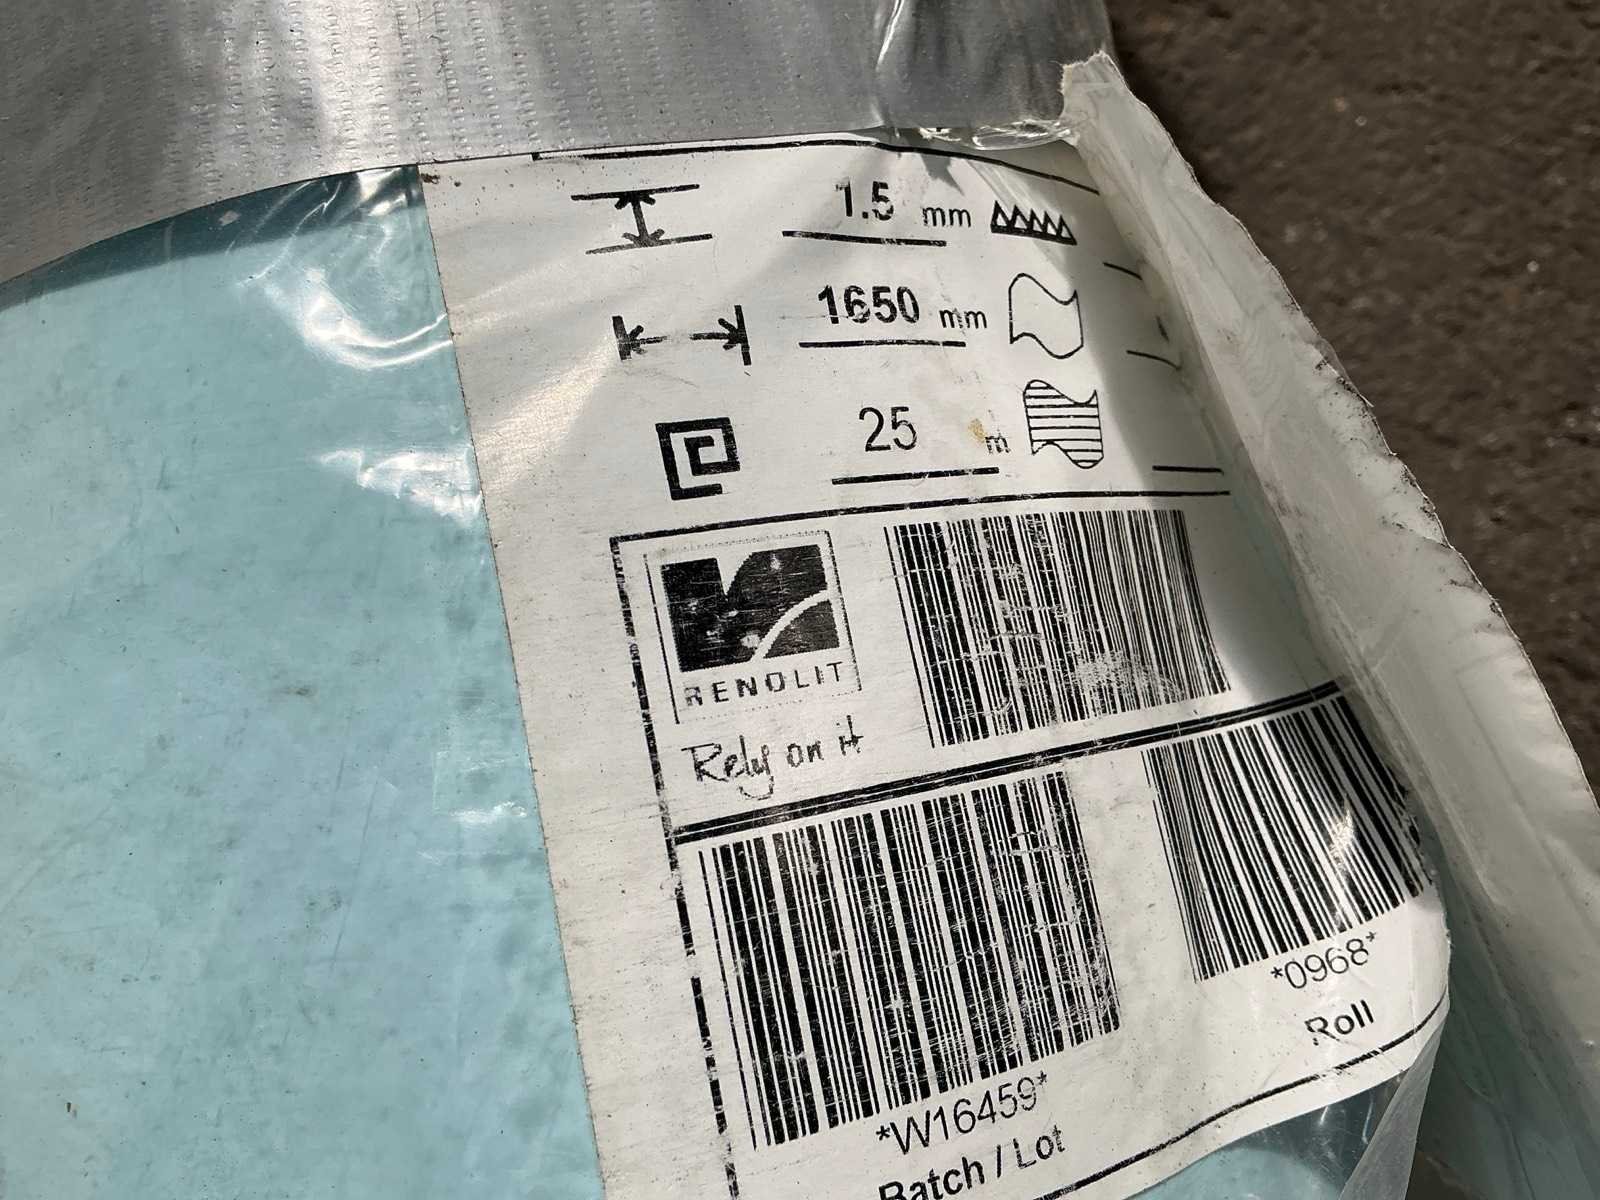 1.5 mm
1650 mm
25 m
RENOLIT
Rely on it
*0968*
Roll
*W16459*
Batch / Lot